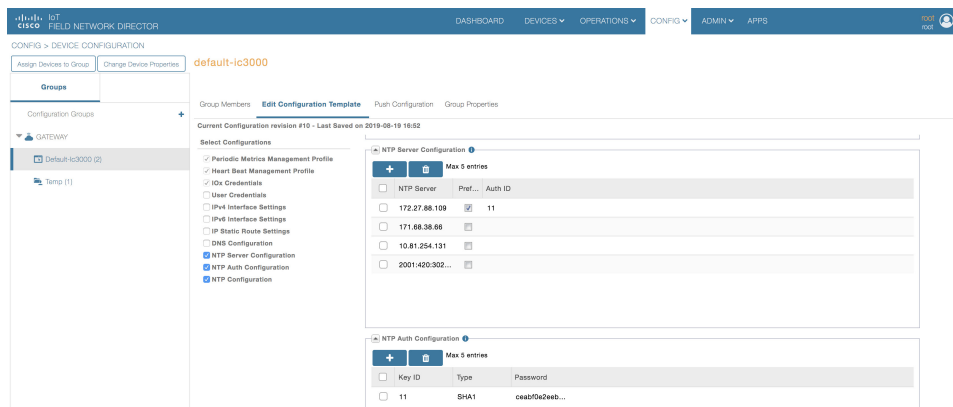 IoT
CISCO FIELD NETWORK DIRECTOR
DASHBOARD DEVICES OPERATIONS CONFIG ADMIN APPS
root
root
CONFIG > DEVICE CONFIGURATION
Assign Devices to Group Change Device Properties default-ic3000
Groups
Group Members Edit Configuration Template Push Configuration Group Properties
Configuration Groups +
Current Configuration revision #10 - Last Saved on 2019-08-19 16:52
GATEWAY
Default-ic3000 (2)
Temp (1)
Select Configurations
Periodic Metrics Management Profile
Heart Beat Management Profile
IOx Credentials
User Credentials
IPv4 Interface Settings
IPv6 Interface Settings
IP Static Route Settings
DNS Configuration
NTP Server Configuration
NTP Auth Configuration
NTP Configuration
NTP Server Configuration
+ Max 5 entries
NTP Server Pref... Auth ID
172.27.88.109 11
171.68.38.66
10.81.254.131
2001:420:302...
NTP Auth Configuration
+ Max 5 entries
Key ID Type Password
11 SHA1 ceabf0e2eeb...